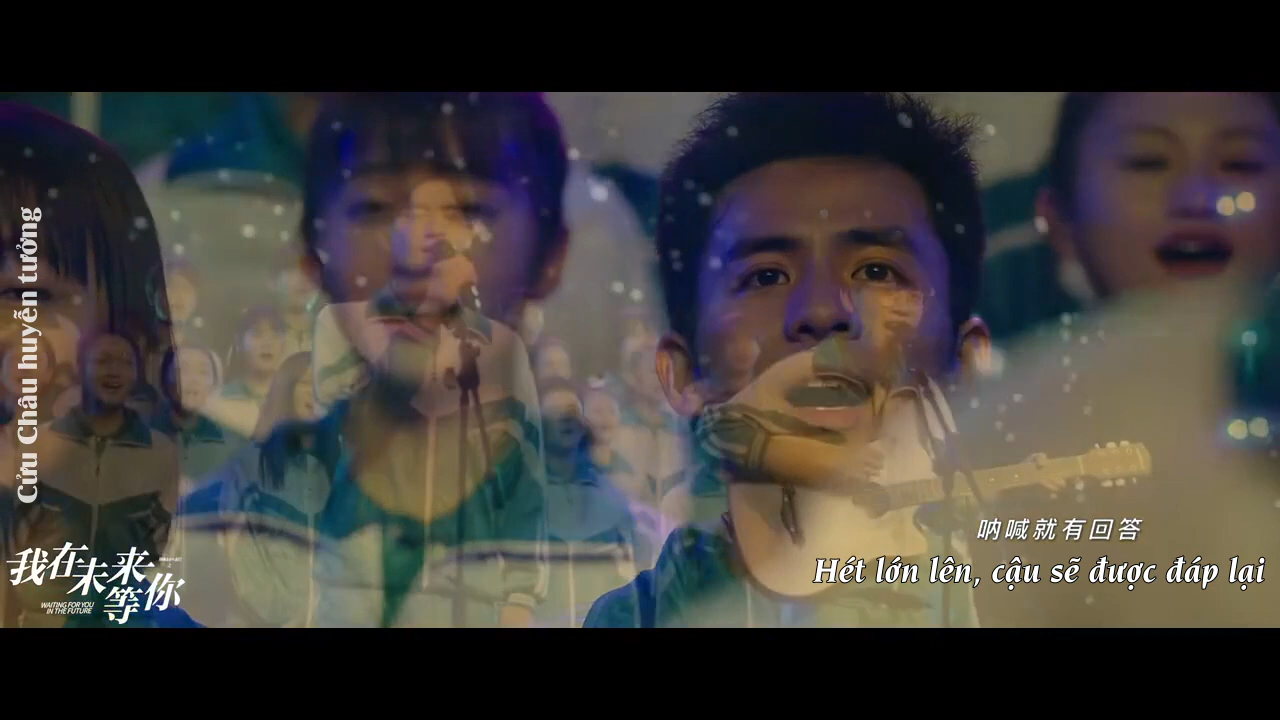 Cửu Châu huyễn tưởng
呐喊就有回答
Hét lớn lên, cậu sẽ được đáp lại
我在未来等你
WAITING FOR YOU
IN THE FUTURE